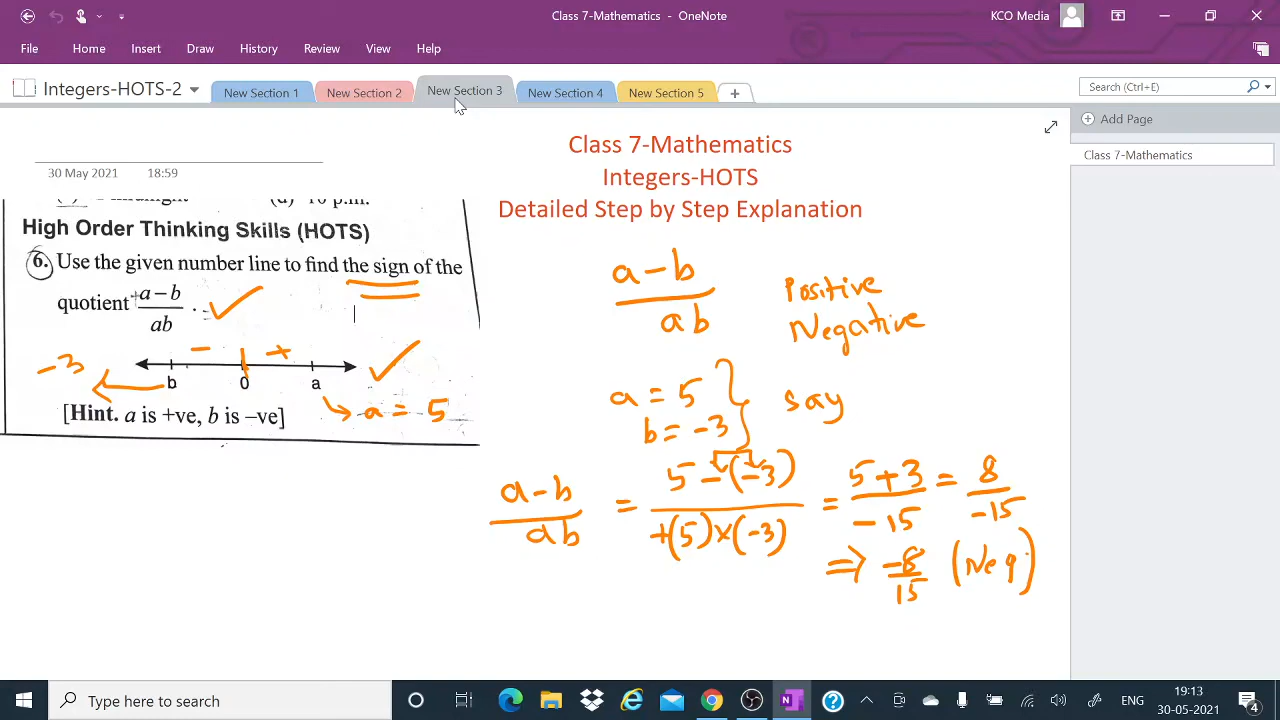 Class 7-Mathematics - OneNote
KCO Media
File Home Insert Draw History Review View Help
Integers-HOTS-2
New Section 1 New Section 2 New Section 3 New Section 4 New Section 5 +
Search (Ctrl+E)
Add Page
Class 7-Mathematics
30 May 2021 18:59
Class 7-Mathematics
Integers-HOTS
Detailed Step by Step Explanation
p.m.
High Order Thinking Skills (HOTS)
6. Use the given number line to find the sign of the
quotient a – b
ab .
– +
-3
b 0 a
a = 5
[Hint. a is +ve, b is –ve]
a-b
ab
Positive
Negative
a = 5
b = -3
say
a-b / ab = 5-(-3) / +(5)×(-3) = 5+3 / -15 = 8 / -15
⇒ -8 / 15 (Neg)
Type here to search
ENG
19:13
30-05-2021
4